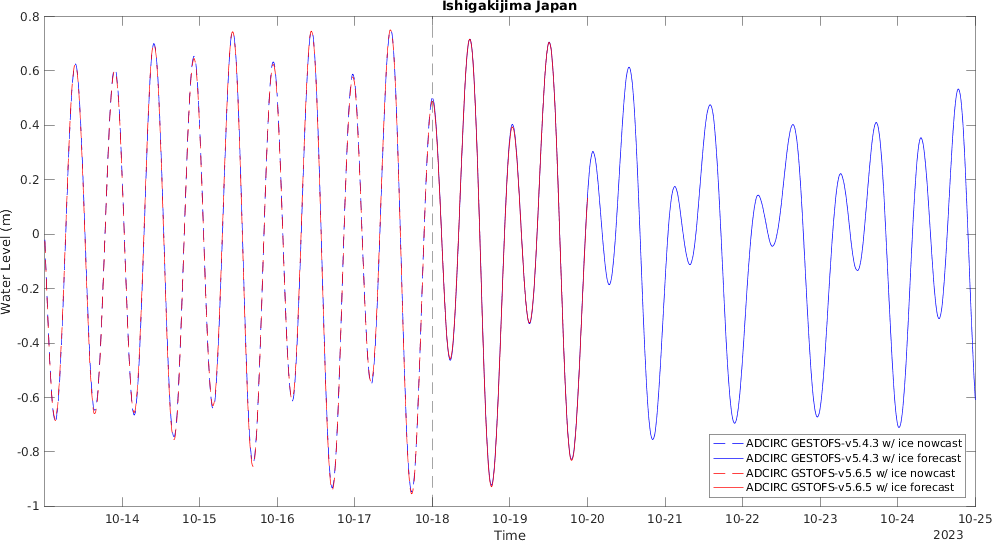 Ishigakijima Japan
0.8
0.6
0.4
0.2
0
-0.2
-0.4
-0.6
-0.8
-1
Water Level (m)
10-14 10-15 10-16 10-17 10-18 10-19 10-20 10-21 10-22 10-23 10-24 10-25
Time
2023
ADCIRC GESTOFS-v5.4.3 w/ ice nowcast
ADCIRC GESTOFS-v5.4.3 w/ ice forecast
ADCIRC GSTOFS-v5.6.5 w/ ice nowcast
ADCIRC GSTOFS-v5.6.5 w/ ice forecast